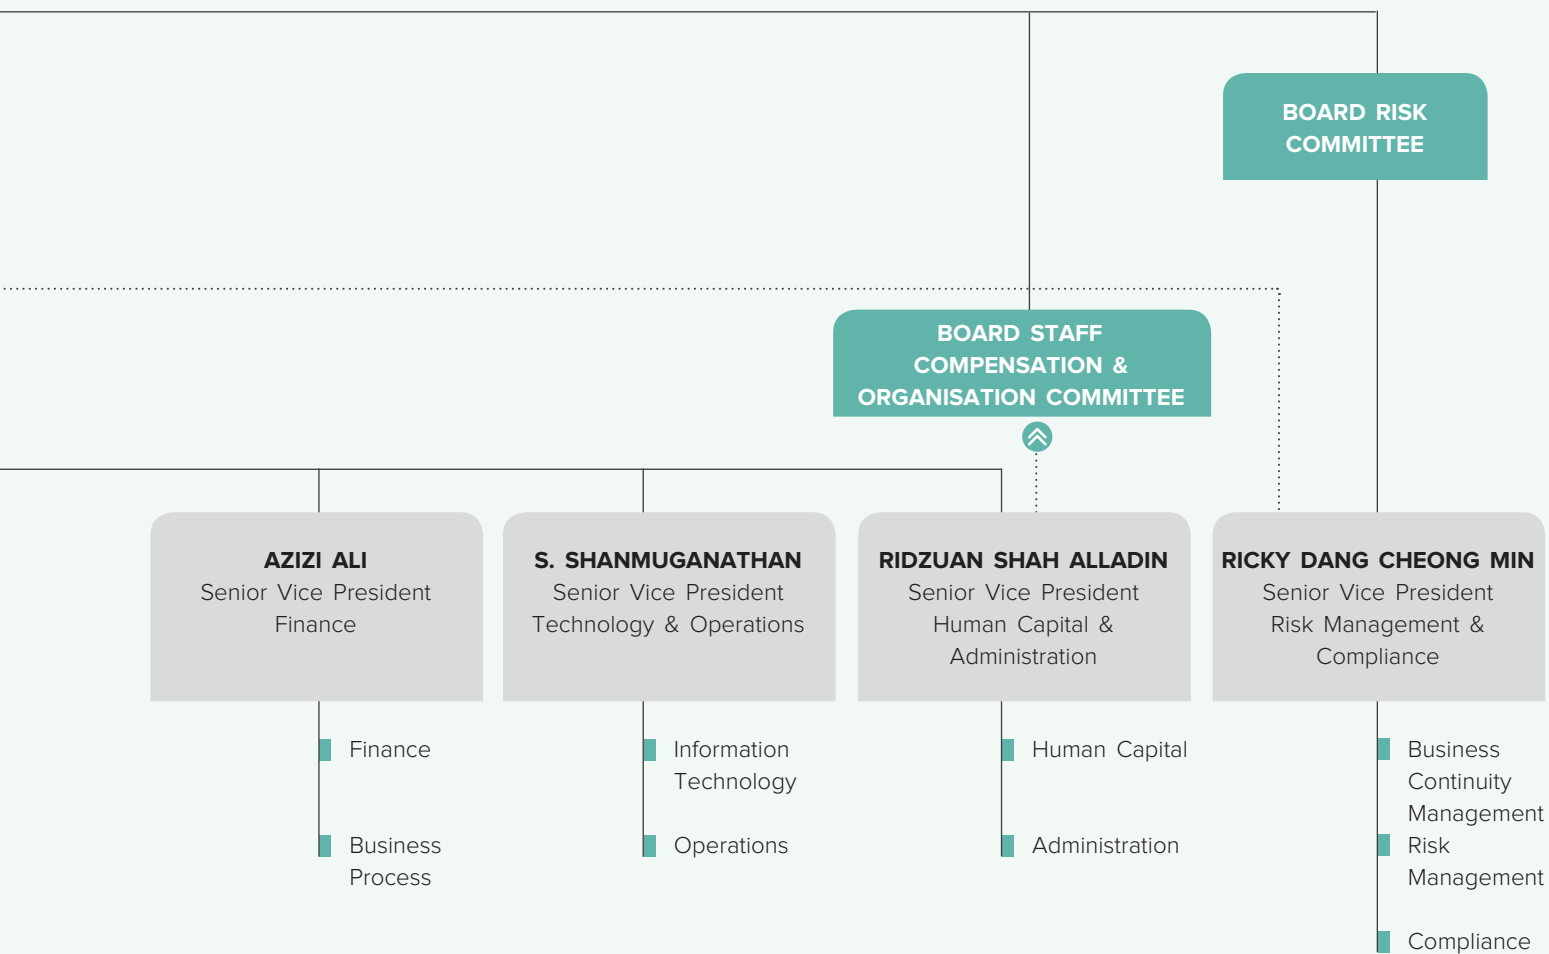 BOARD RISK
COMMITTEE
BOARD STAFF
COMPENSATION &
ORGANISATION COMMITTEE
AZIZI ALI
Senior Vice President
Finance
S. SHANMUGANATHAN
Senior Vice President
Technology & Operations
RIDZUAN SHAH ALLADIN
Senior Vice President
Human Capital &
Administration
RICKY DANG CHEONG MIN
Senior Vice President
Risk Management &
Compliance
Finance
Business
Process
Information
Technology
Operations
Human Capital
Administration
Business
Continuity
Management
Risk
Management
Compliance